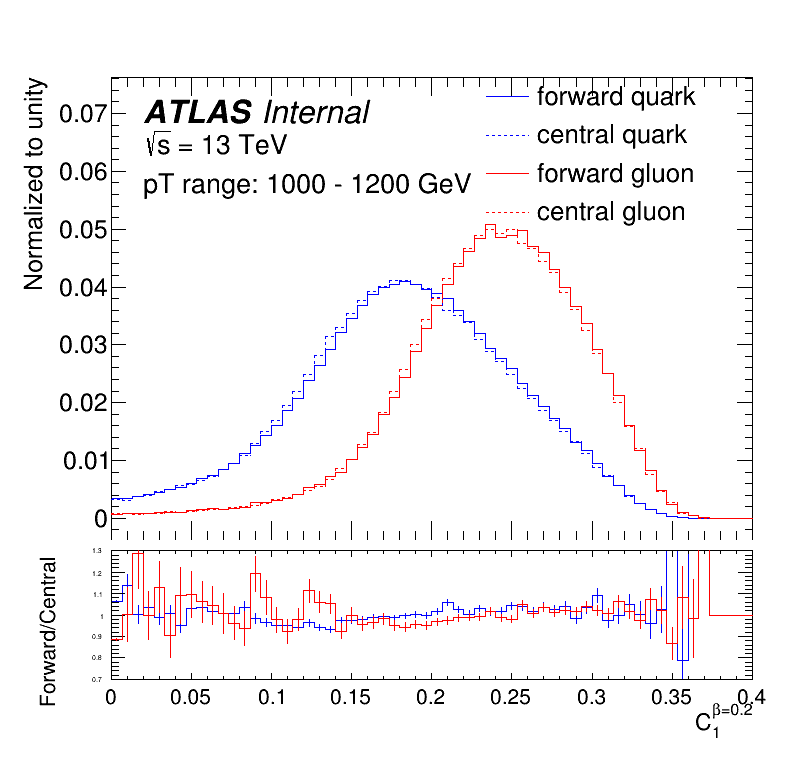 Normalized to unity
0.07
0.06
0.05
0.04
0.03
0.02
0.01
0
ATLAS Internal
√s = 13 TeV
pT range: 1000 - 1200 GeV
forward quark
central quark
forward gluon
central gluon
Forward/Central
1.3
1.2
1.1
1
0.9
0.8
0.7
0 0.05 0.1 0.15 0.2 0.25 0.3 0.35 0.4
C₁^β=0.2